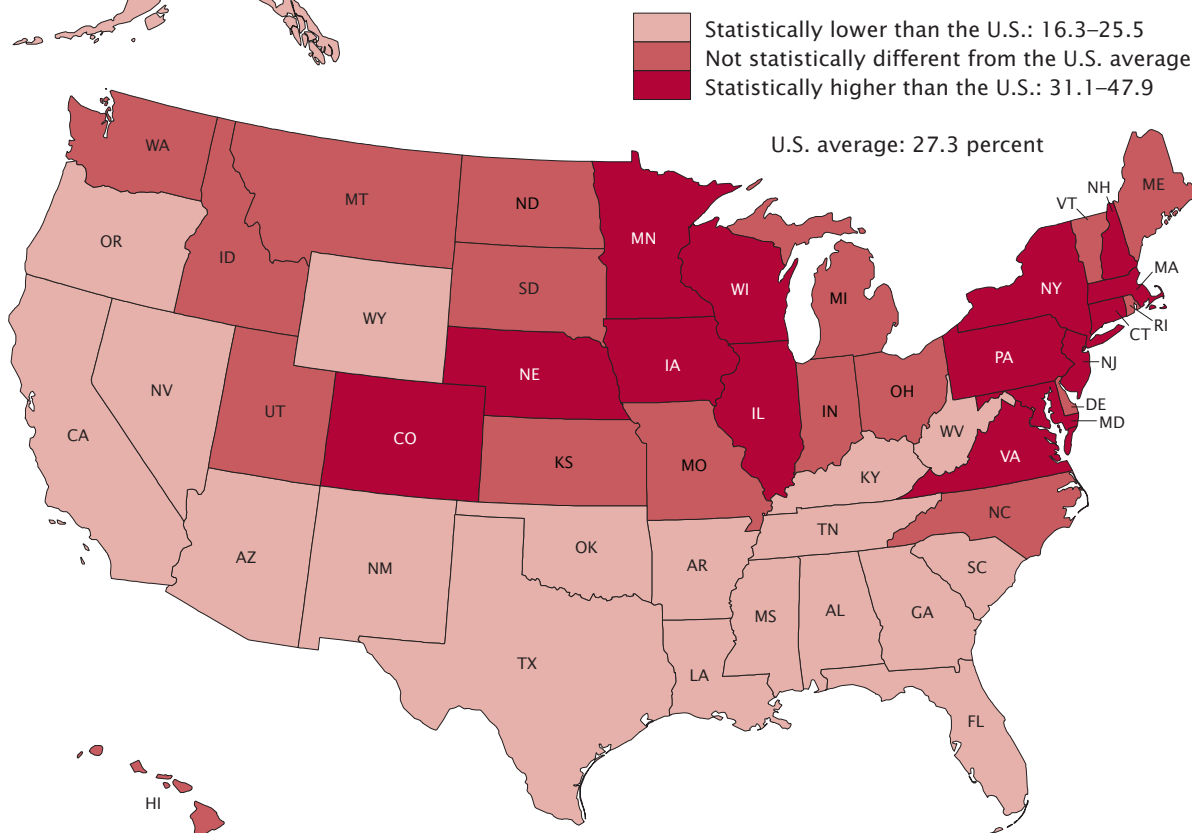 Statistically lower than the U.S.: 16.3–25.5
Not statistically different from the U.S. average
Statistically higher than the U.S.: 31.1–47.9
U.S. average: 27.3 percent
WA
MT
ND
MN
OR
ID
SD
WI
MI
NY
VT
NH
ME
MA
RI
CT
WY
NE
IA
PA
NJ
NV
UT
CO
IL
IN
OH
DE
MD
CA
KS
MO
WV
VA
KY
AZ
NM
OK
AR
TN
NC
SC
MS
AL
GA
TX
LA
FL
HI